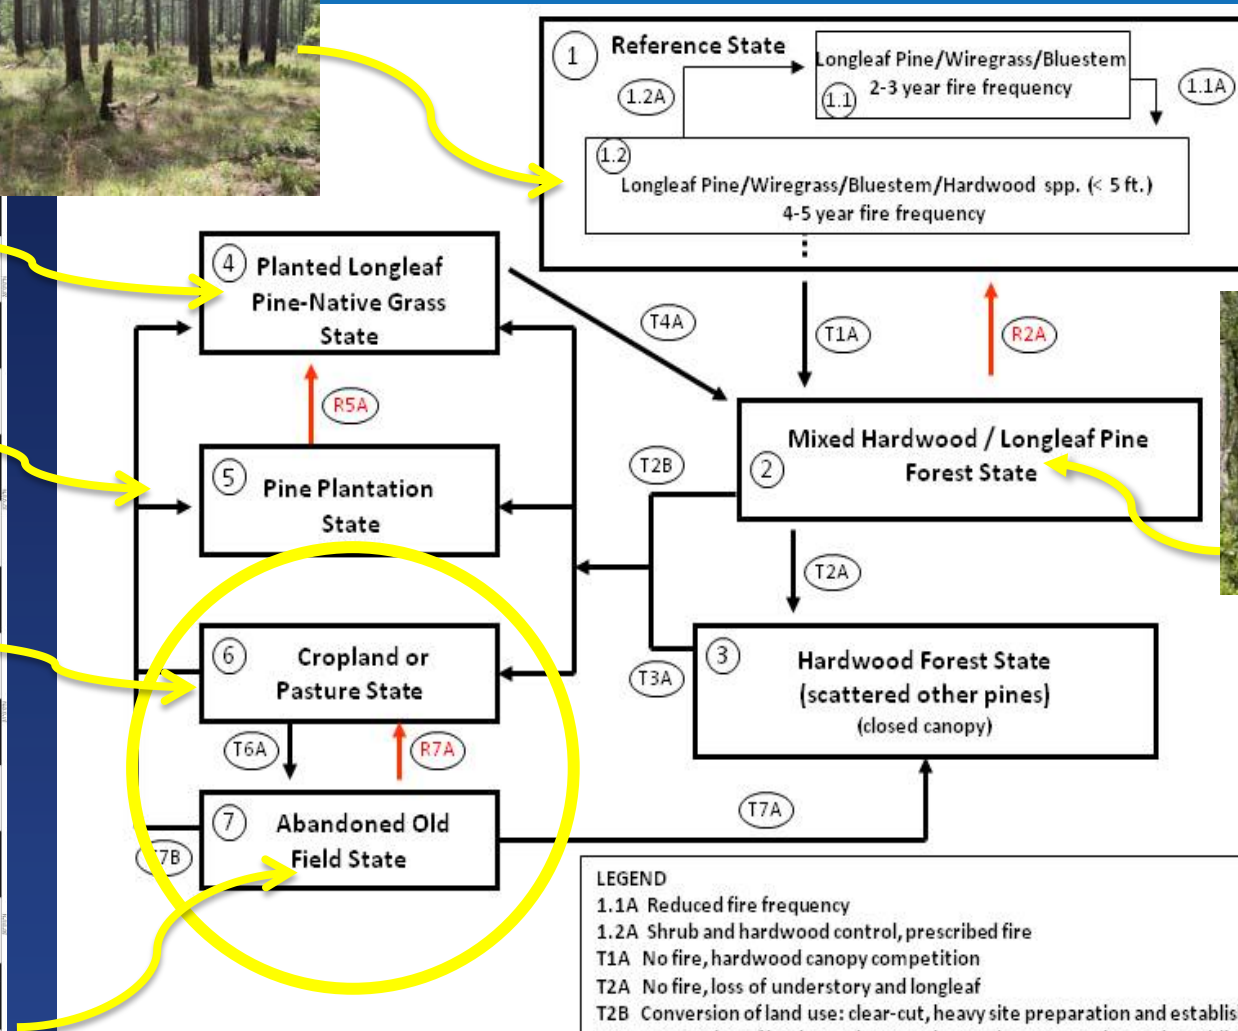 1 Reference State
Longleaf Pine/Wiregrass/Bluestem
2-3 year fire frequency
1.1
1.2A
1.1A
1.2
Longleaf Pine/Wiregrass/Bluestem/Hardwood spp. (< 5 ft.)
4-5 year fire frequency
4 Planted Longleaf
Pine-Native Grass
State
T4A
T1A
R2A
R5A
Mixed Hardwood / Longleaf Pine
2 Forest State
T2B
5 Pine Plantation
State
T2A
6 Cropland or
Pasture State
T3A
3 Hardwood Forest State
(scattered other pines)
(closed canopy)
T6A
R7A
7 Abandoned Old
Field State
T7A
7B
LEGEND
1.1A Reduced fire frequency
1.2A Shrub and hardwood control, prescribed fire
T1A No fire, hardwood canopy competition
T2A No fire, loss of understory and longleaf
T2B Conversion of land use: clear-cut, heavy site preparation and establis